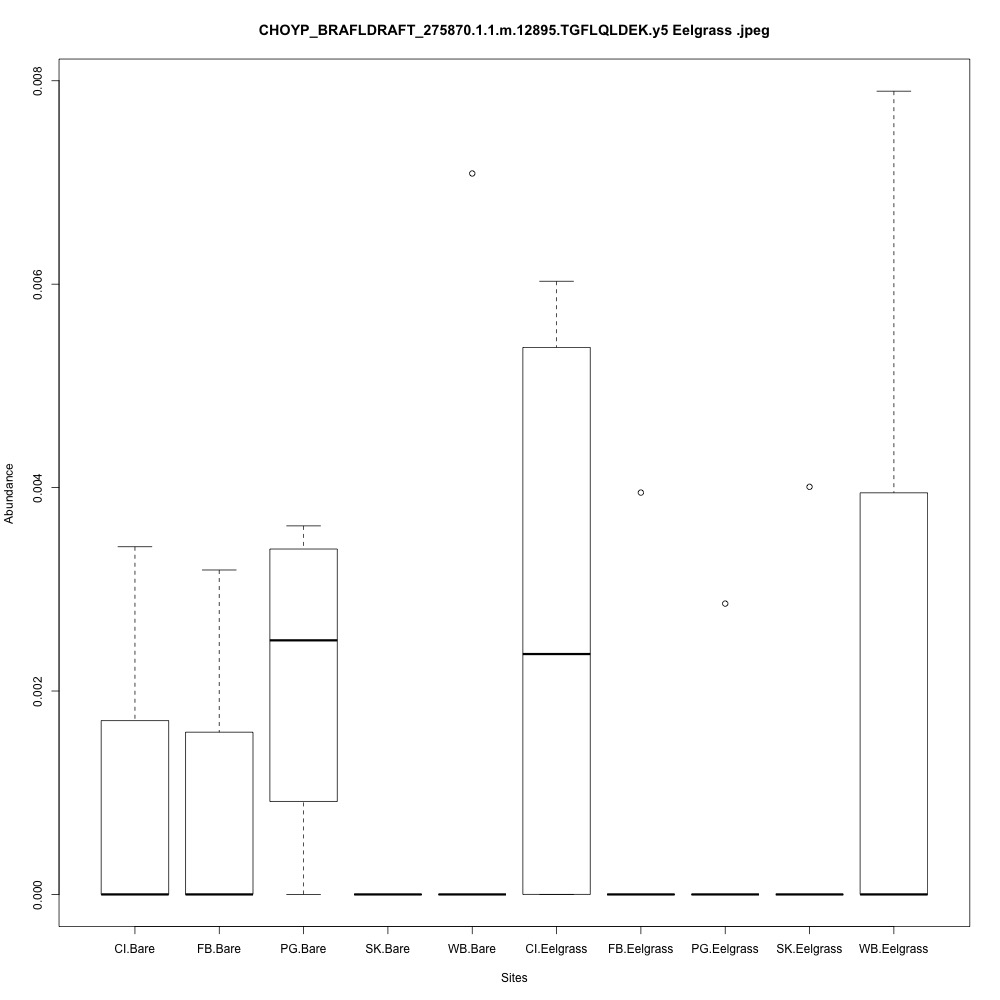 CHOYP_BRAFLDRAFT_275870.1.1.m.12895.TGFLQLDEK.y5 Eelgrass .jpeg
0.008
0.006
0.004
0.002
0.000
Abundance
CI.Bare FB.Bare PG.Bare SK.Bare WB.Bare CI.Eelgrass FB.Eelgrass PG.Eelgrass SK.Eelgrass WB.Eelgrass
Sites